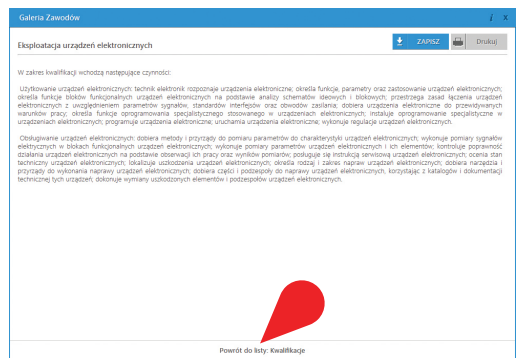 Galeria Zawodów
i x
Eksploatacja urządzeń elektronicznych
ZAPISZ Drukuj
W zakres kwalifikacji wchodzą następujące czynności:
Użytkowanie urządzeń elektronicznych: technik elektronik rozpoznaje urządzenia elektroniczne; określa funkcje, parametry oraz zastosowanie urządzeń elektronicznych;
określa funkcje bloków funkcjonalnych urządzeń elektronicznych na podstawie analizy schematów ideowych i blokowych; przestrzega zasad łączenia urządzeń
elektronicznych z uwzględnieniem parametrów sygnałów, standardów interfejsów oraz obwodów zasilania; dobiera urządzenia elektroniczne do przewidywanych
warunków pracy; określa funkcje oprogramowania specjalistycznego stosowanego w urządzeniach elektronicznych; instaluje oprogramowanie specjalistyczne w
urządzeniach elektronicznych; programuje urządzenia elektroniczne; uruchamia urządzenia elektroniczne; wykonuje regulacje urządzeń elektronicznych.
Obsługiwanie urządzeń elektronicznych: dobiera metody i przyrządy do pomiaru parametrów do charakterystyki urządzeń elektronicznych; wykonuje pomiary sygnałów
elektrycznych w blokach funkcjonalnych urządzeń elektronicznych; wykonuje pomiary parametrów urządzeń elektronicznych i ich elementów; kontroluje poprawność
działania urządzeń elektronicznych na podstawie obserwacji ich pracy oraz wyników pomiarów; posługuje się instrukcją serwisową urządzeń elektronicznych; ocenia stan
techniczny urządzeń elektronicznych; lokalizuje uszkodzenia urządzeń elektronicznych; określa rodzaj i zakres napraw urządzeń elektronicznych; dobiera narzędzia i
przyrządy do wykonania naprawy urządzeń elektronicznych; dobiera części i podzespoły do naprawy urządzeń elektronicznych, korzystając z katalogów i dokumentacji
technicznej tych urządzeń; dokonuje wymiany uszkodzonych elementów i podzespołów urządzeń elektronicznych.
Powrót do listy: Kwalifikacje